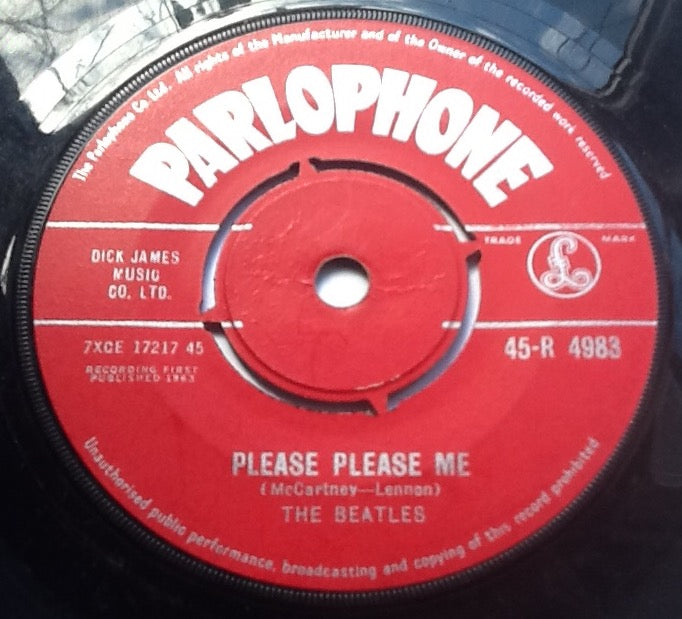 The Parlophone Co. Ltd. All rights of the Manufacturer and of the Owner of the recorded work reserved
PARLOPHONE
DICK JAMES
MUSIC
CO. LTD.
TRADE £ MARK
7XCE 17217 45
45-R 4983
RECORDING FIRST
PUBLISHED 1963
PLEASE PLEASE ME
(McCartney—Lennon)
THE BEATLES
Unauthorised public performance, broadcasting and copying of this record prohibited